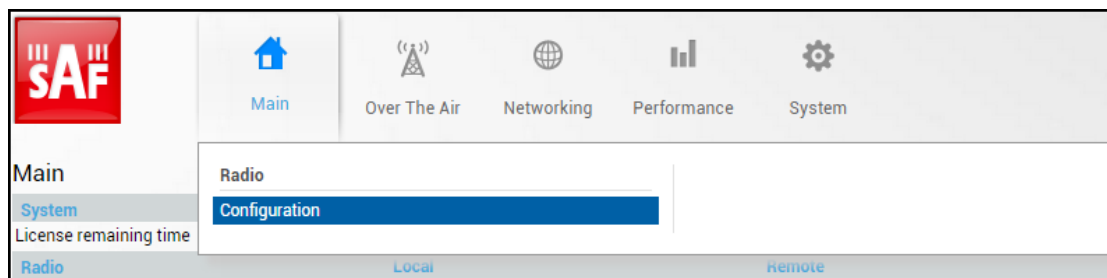 SAF
Main
Over The Air
Networking
Performance
System
Main
Radio
System
Configuration
License remaining time
Radio
Local
Remote